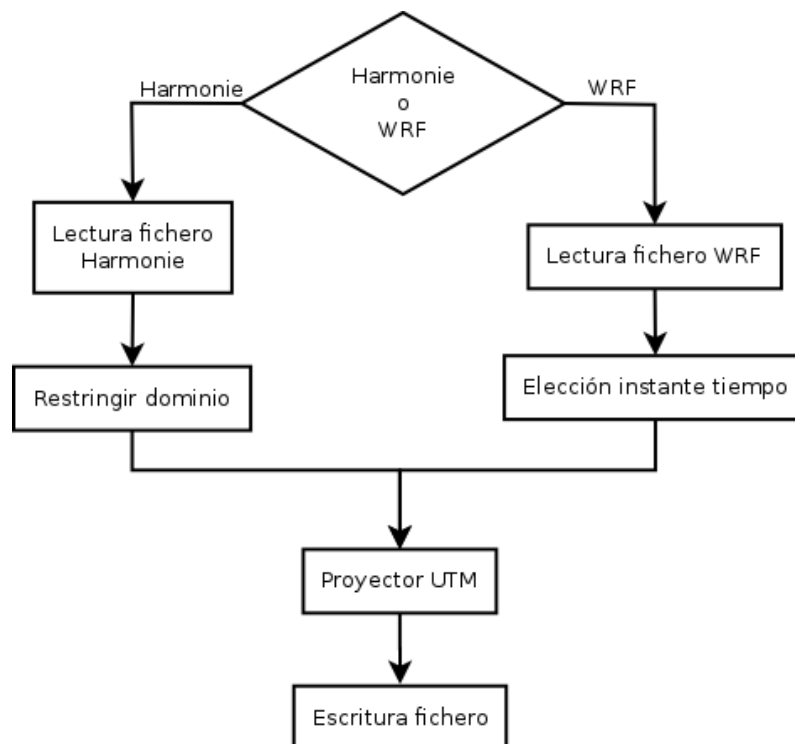 Harmonie
o
WRF
Harmonie
WRF
Lectura fichero
Harmonie
Lectura fichero WRF
Restringir dominio
Elección instante tiempo
Proyector UTM
Escritura fichero